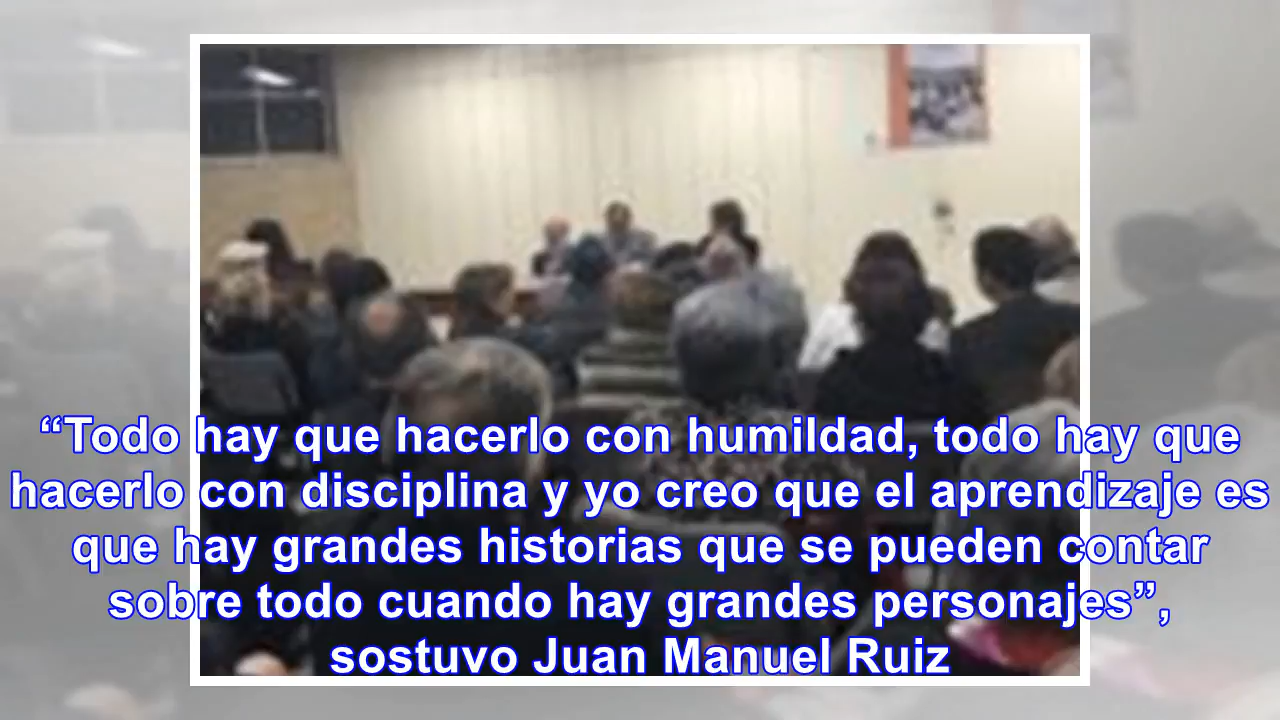 “Todo hay que hacerlo con humildad, todo hay que
hacerlo con disciplina y yo creo que el aprendizaje es
que hay grandes historias que se pueden contar
sobre todo cuando hay grandes personajes”,
sostuvo Juan Manuel Ruiz